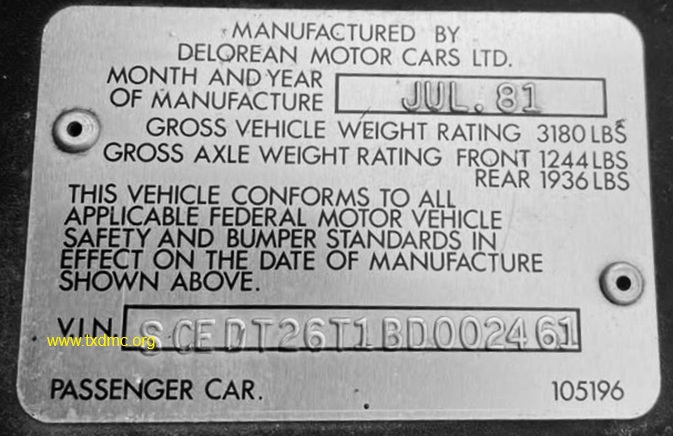 MANUFACTURED BY
DELOREAN MOTOR CARS LTD.
MONTH AND YEAR
OF MANUFACTURE JUL. 81
GROSS VEHICLE WEIGHT RATING 3180 LBS
GROSS AXLE WEIGHT RATING FRONT 1244 LBS
REAR 1936 LBS
THIS VEHICLE CONFORMS TO ALL
APPLICABLE FEDERAL MOTOR VEHICLE
SAFETY AND BUMPER STANDARDS IN
EFFECT ON THE DATE OF MANUFACTURE
SHOWN ABOVE.
V.I.N. SCEDT26T1BD002461
www.txdmc.org
PASSENGER CAR. 105196